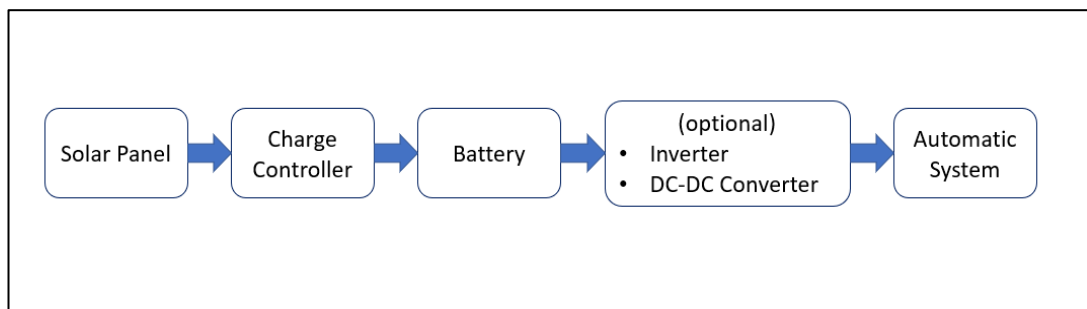 Solar Panel
Charge
Controller
Battery
(optional)
• Inverter
• DC-DC Converter
Automatic
System